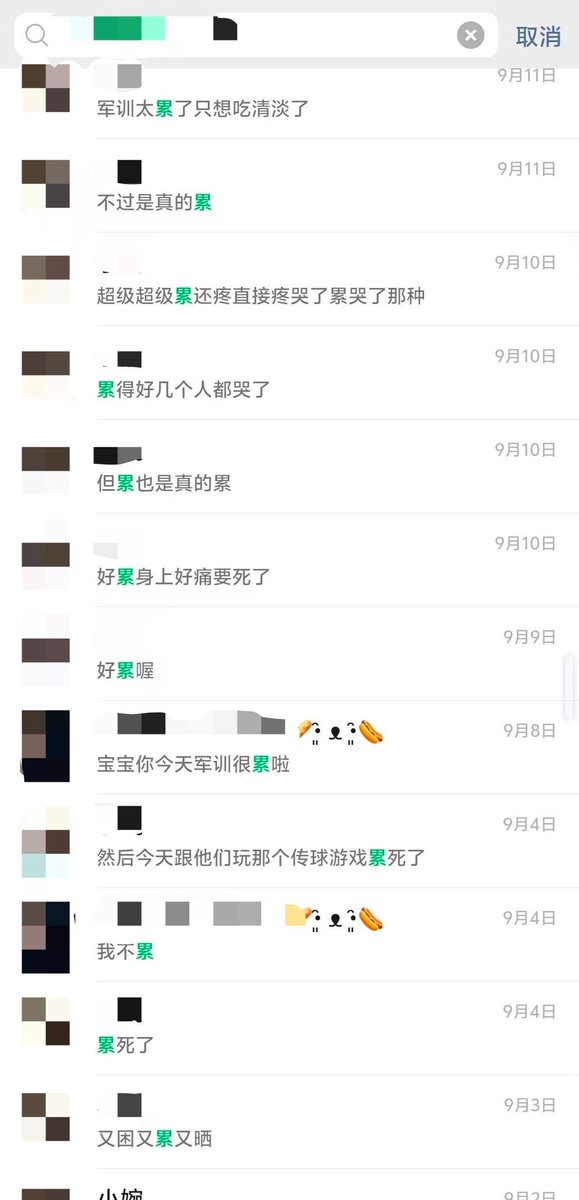 取消
9月11日
军训太累了只想吃清淡了
9月11日
不过是真的累
9月10日
超级超级累还疼直接疼哭了累哭了那种
9月10日
累得好几个人都哭了
9月10日
但累也是真的累
9月10日
好累身上好痛要死了
9月9日
好累喔
9月8日
宝宝你今天军训很累啦
9月4日
然后今天跟他们玩那个传球游戏累死了
9月4日
我不累
9月4日
累死了
9月3日
又困又累又晒
小婉
9月2日